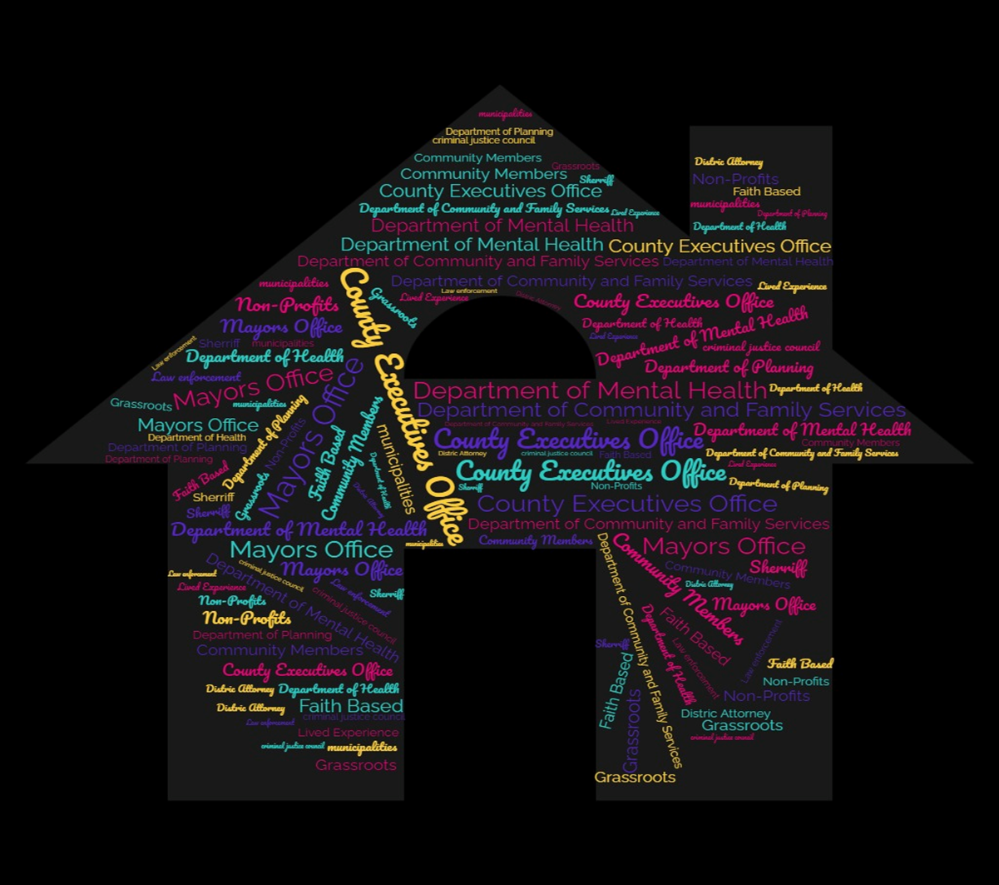 municipalities
Department of Planning
criminal justice council
Community Members
Grassroots
Community Members
Sherriff
County Executives Office
Department of Community and Family Services
Lived Experience
Department of Mental Health
Department of Mental Health
Department of Community and Family Services
Distric Attorney
Non-Profits
Faith Based
municipalities
Department of Planning
Department of Health
County Executives Office
Department of Mental Health
Department of Community and Family Services
Lived Experience
Law enforcement
Lived Experience
Distric Attorney
Grassroots
County Executives Office
municipalities
Non-Profits
Mayors Office
Sherriff
municipalities
Law enforcement
Department of Health
Law enforcement
Mayors Office
Grassroots
municipalities
Mayors Office
Department of Health
Department of Planning
Department of Planning
Department of Planning
Non-Profits
Mayors Office
Faith Based
Community Members
municipalities
Department of Health
Distric Attorney
Faith Based
Sherriff
Grassroots
Sherriff
Department of Mental Health
County Executives Office
Department of Health
Lived Experience
Department of Mental Health
criminal justice council
Department of Planning
Department of Mental Health
Department of Health
Department of Community and Family Services
Department of Community and Family Services
Lived Experience
County Executives Office
Department of Mental Health
Community Members
Distric Attorney
criminal justice council
Faith Based
Department of Community and Family Services
Lived Experience
County Executives Office
Sherriff
Non-Profits
Department of Planning
County Executives Office
Department of Community and Family Services
Community Members
municipalities
Mayors Office
Department of Mental Health
criminal justice council
Mayors Office
Law enforcement
Law enforcement
Lived Experience
Sherriff
Non-Profits
criminal justice council
Non-Profits
Department of Planning
Community Members
County Executives Office
Distric Attorney
Department of Health
Distric Attorney
Faith Based
criminal justice council
Law enforcement
Lived Experience
criminal justice council
municipalities
Grassroots
Department of Community and Family Services
Community Members
Mayors Office
Sherriff
Community Members
Distric Attorney
Mayors Office
Faith Based
Department of Health
Law enforcement
Law enforcement
Sherriff
Faith Based
Faith Based
Non-Profits
Non-Profits
Grassroots
Distric Attorney
Grassroots
criminal justice council
Grassroots